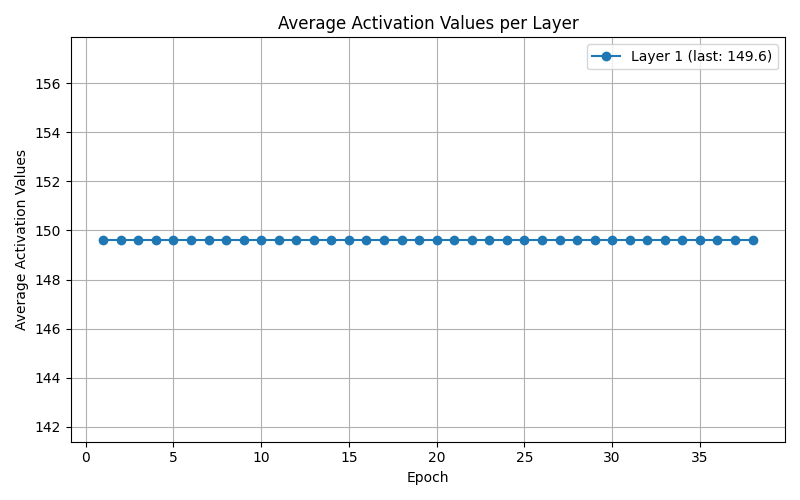 Average Activation Values per Layer
Layer 1 (last: 149.6)
Average Activation Values
156
154
152
150
148
146
144
142
0 5 10 15 20 25 30 35
Epoch